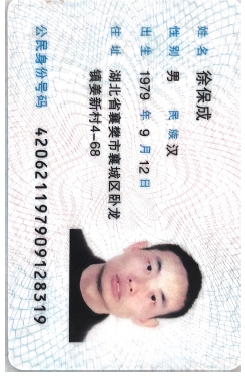 姓名 徐保成
性别 男 民族 汉
出生 1979 年 9 月 12 日
住址 湖北省襄樊市襄城区卧龙
镇姜新村4-68
公民身份号码 420621197909128319